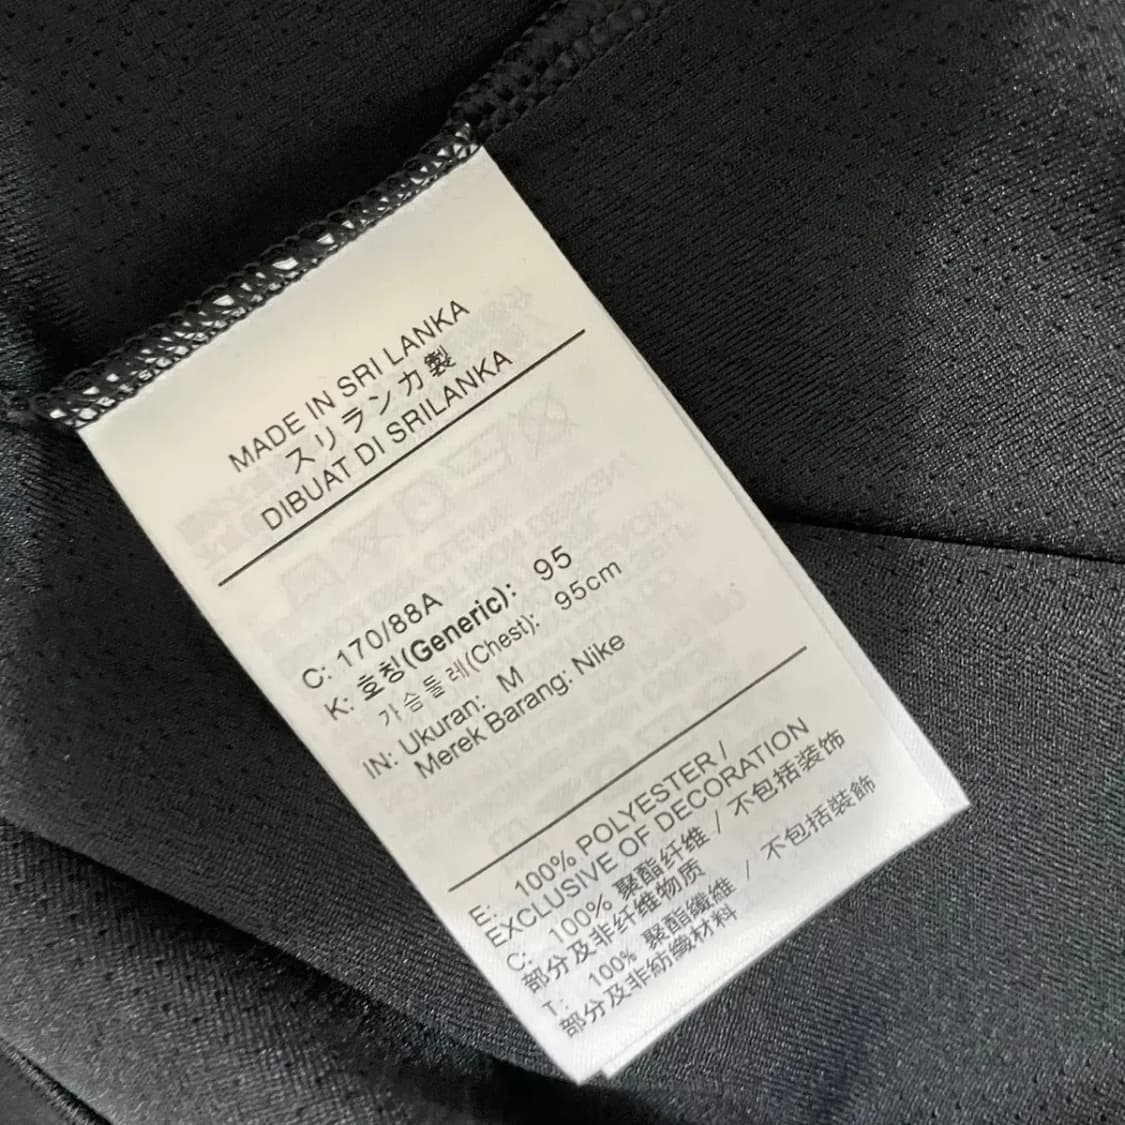 MADE IN SRI LANKA
スリランカ製
DIBUAT DI SRILANKA
C: 170/88A
K: 호칭(Generic): 95
가슴둘레(Chest): 95cm
IN: Ukuran: M
Merek Barang: Nike
E: 100% POLYESTER /
EXCLUSIVE OF DECORATION
C: 100% 聚酯纤维 / 不包括装饰
部分及非纤维物质
T: 100% 聚酯纖維 / 不包括裝飾
部分及非紡織材料